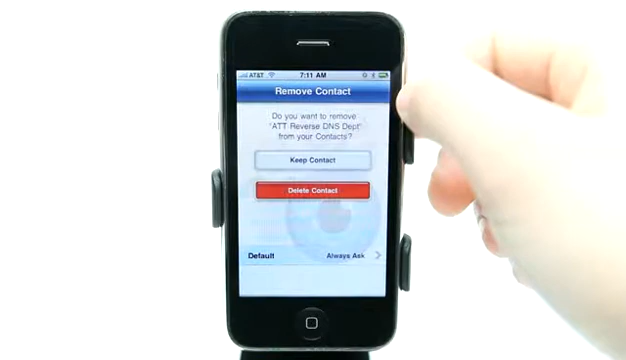 AT&T 7:11 AM
Remove Contact
Do you want to remove
"ATT Reverse DNS Dept"
from your Contacts?
Keep Contact
Delete Contact
Default Always Ask